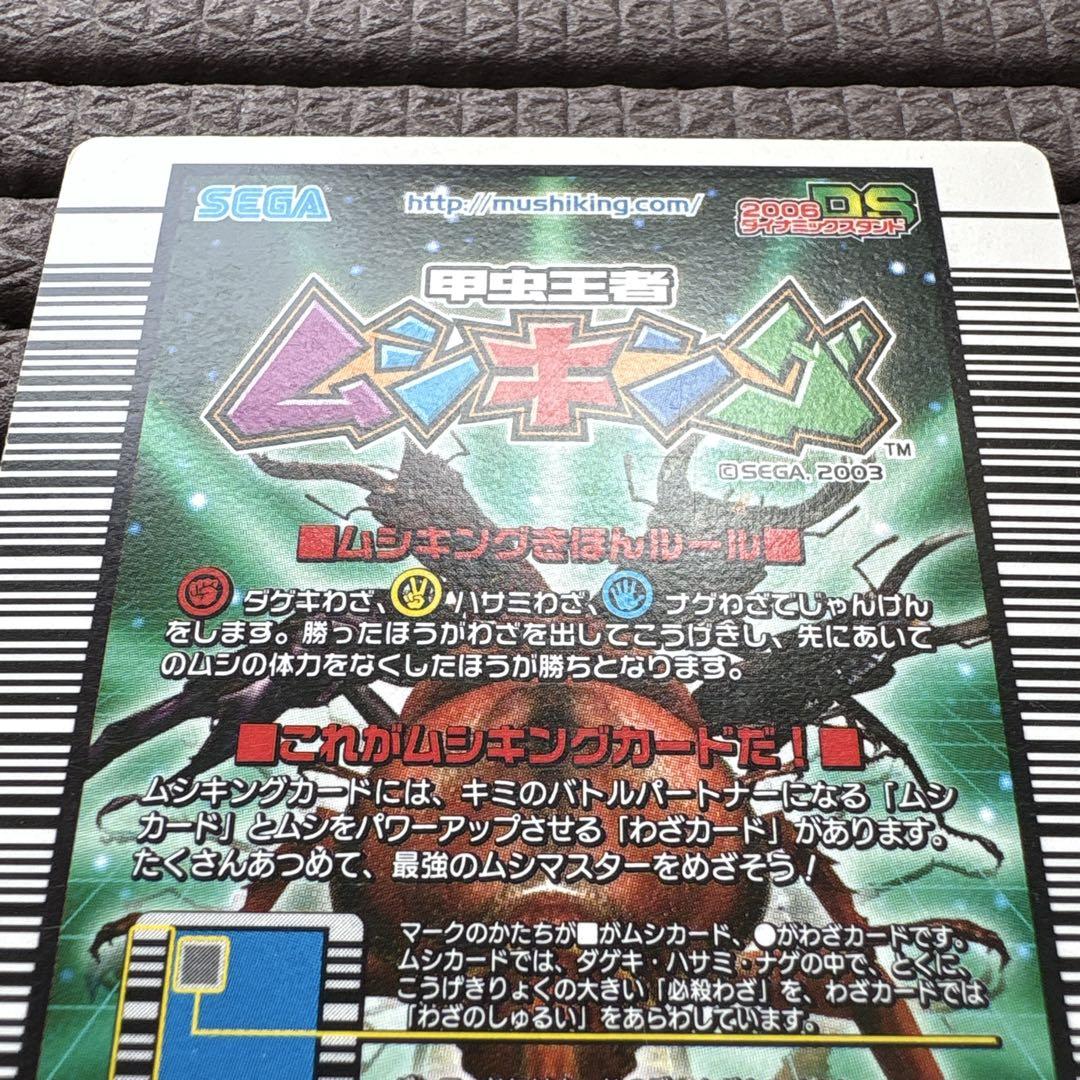 SEGA
http://mushiking.com/
2006 DS
ダイナミックスタンド
甲虫王者
ムシキング
TM
©SEGA, 2003
■ムシキングきほんルール■
ダゲキわざ、ハサミわざ、ナゲわざでじゃんけん
をします。勝ったほうがわざを出してこうげきし、先にあいて
のムシの体力をなくしたほうが勝ちとなります。
■これがムシキングカードだ！■
ムシキングカードには、キミのバトルパートナーになる「ムシ
カード」とムシをパワーアップさせる「わざカード」があります。
たくさんあつめて、最強のムシマスターをめざそう！
マークのかたちが■がムシカード、●がわざカードです。
ムシカードでは、ダゲキ・ハサミ・ナゲの中で、とくに、
こうげきりょくの大きい「必殺わざ」を、わざカードでは
「わざのしゅるい」をあらわしています。